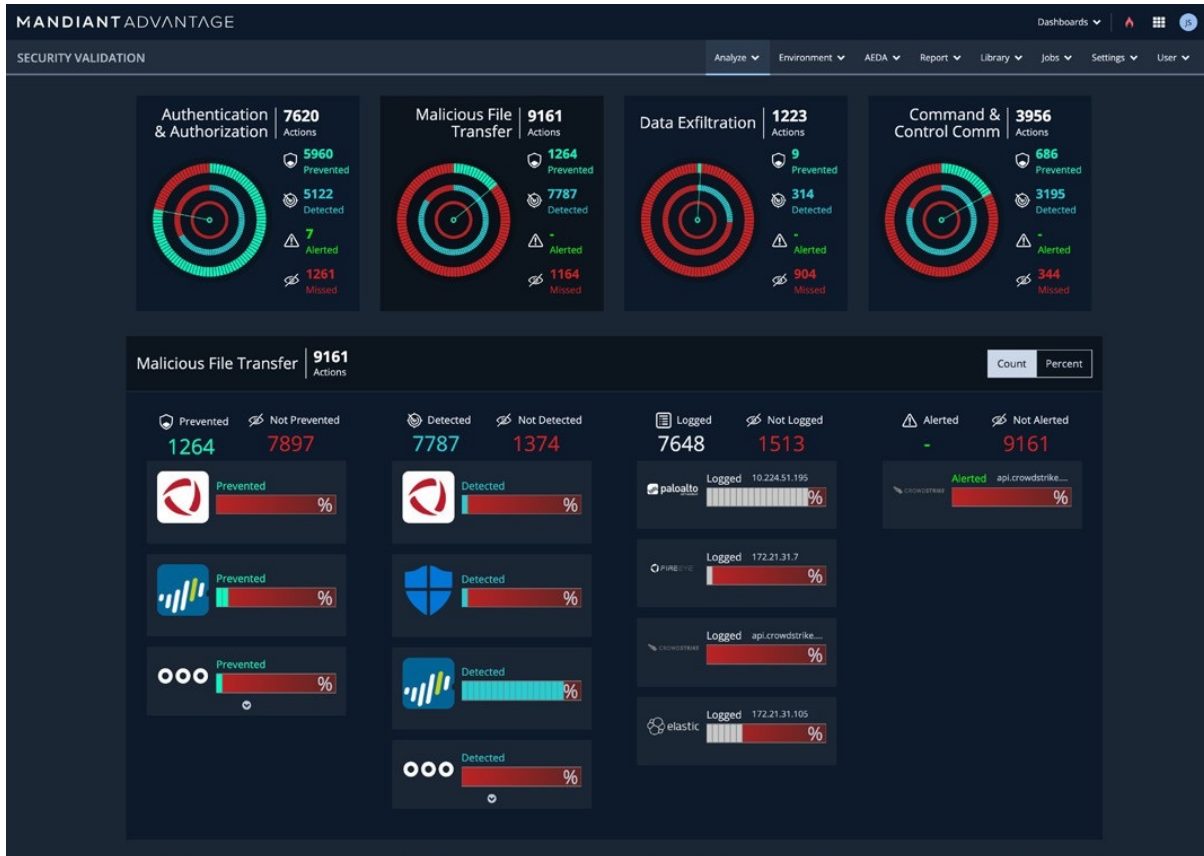 MANDIANT ADVANTAGE
Dashboards
JS
SECURITY VALIDATION
Analyze
Environment
AEDA
Report
Library
Jobs
Settings
User
Authentication
& Authorization
7620
Actions
5960
Prevented
5122
Detected
7
Alerted
1261
Missed
Malicious File
Transfer
9161
Actions
1264
Prevented
7787
Detected
-
Alerted
1164
Missed
Data Exfiltration
1223
Actions
9
Prevented
314
Detected
-
Alerted
904
Missed
Command &
Control Comm
3956
Actions
686
Prevented
3195
Detected
-
Alerted
344
Missed
Malicious File Transfer
9161
Actions
Count
Percent
Prevented
1264
Not Prevented
7897
Prevented
%
Prevented
%
Prevented
%
Detected
7787
Not Detected
1374
Detected
%
Detected
%
Detected
%
Detected
%
Logged
7648
Not Logged
1513
paloalto
Logged 10.224.51.195
%
FIREEYE
Logged 172.21.31.7
%
CROWDSTRIKE
Logged api.crowdstrike....
%
elastic
Logged 172.21.31.105
%
Alerted
-
Not Alerted
9161
CROWDSTRIKE
Alerted api.crowdstrike....
%